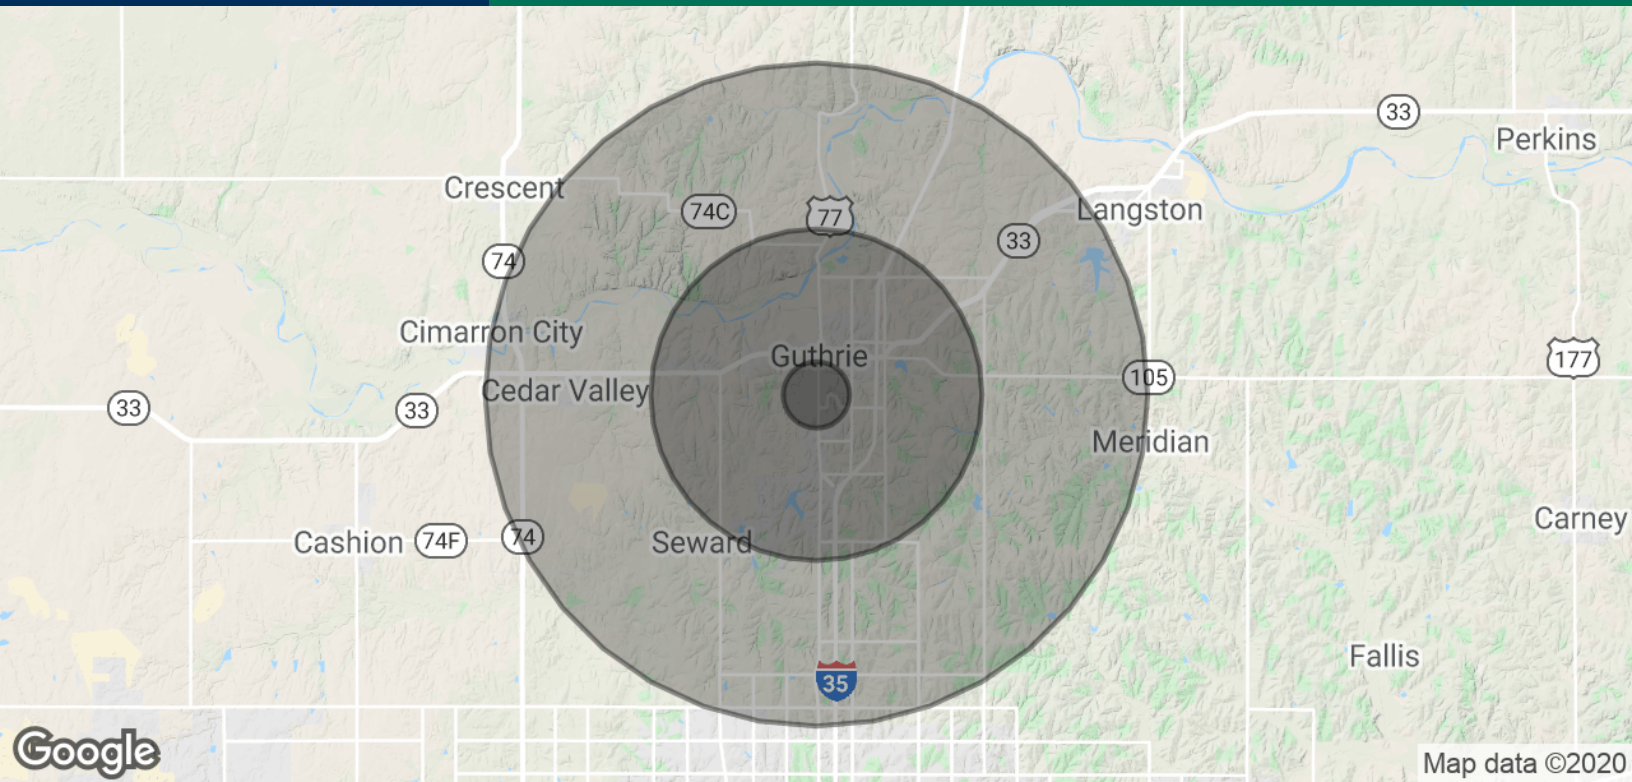 33
Perkins
Crescent
74C
77
Langston
33
74
Cimarron City
Guthrie
177
105
Cedar Valley
33
33
Meridian
Carney
Cashion
74F
74
Seward
Fallis
35
Google
Map data ©2020